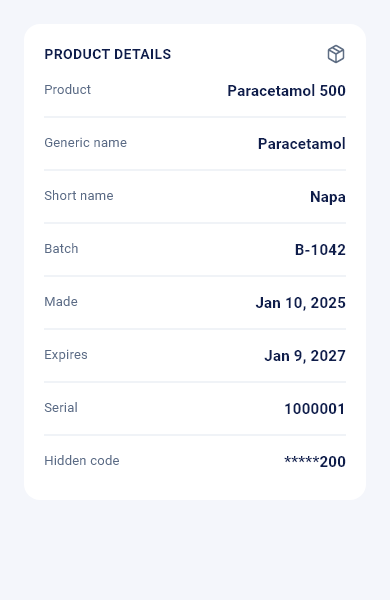 PRODUCT DETAILS
Product Paracetamol 500
Generic name Paracetamol
Short name Napa
Batch B-1042
Made Jan 10, 2025
Expires Jan 9, 2027
Serial 1000001
Hidden code *****200